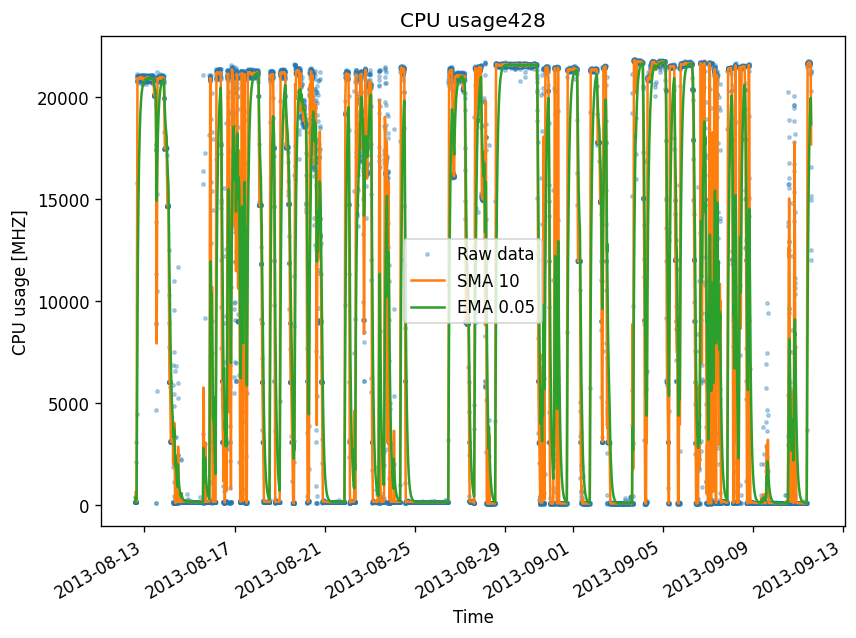 CPU usage428
CPU usage [MHZ]
20000
15000
10000
5000
0
Raw data
SMA 10
EMA 0.05
2013-08-13
2013-08-17
2013-08-21
2013-08-25
2013-08-29
2013-09-01
2013-09-05
2013-09-09
2013-09-13
Time